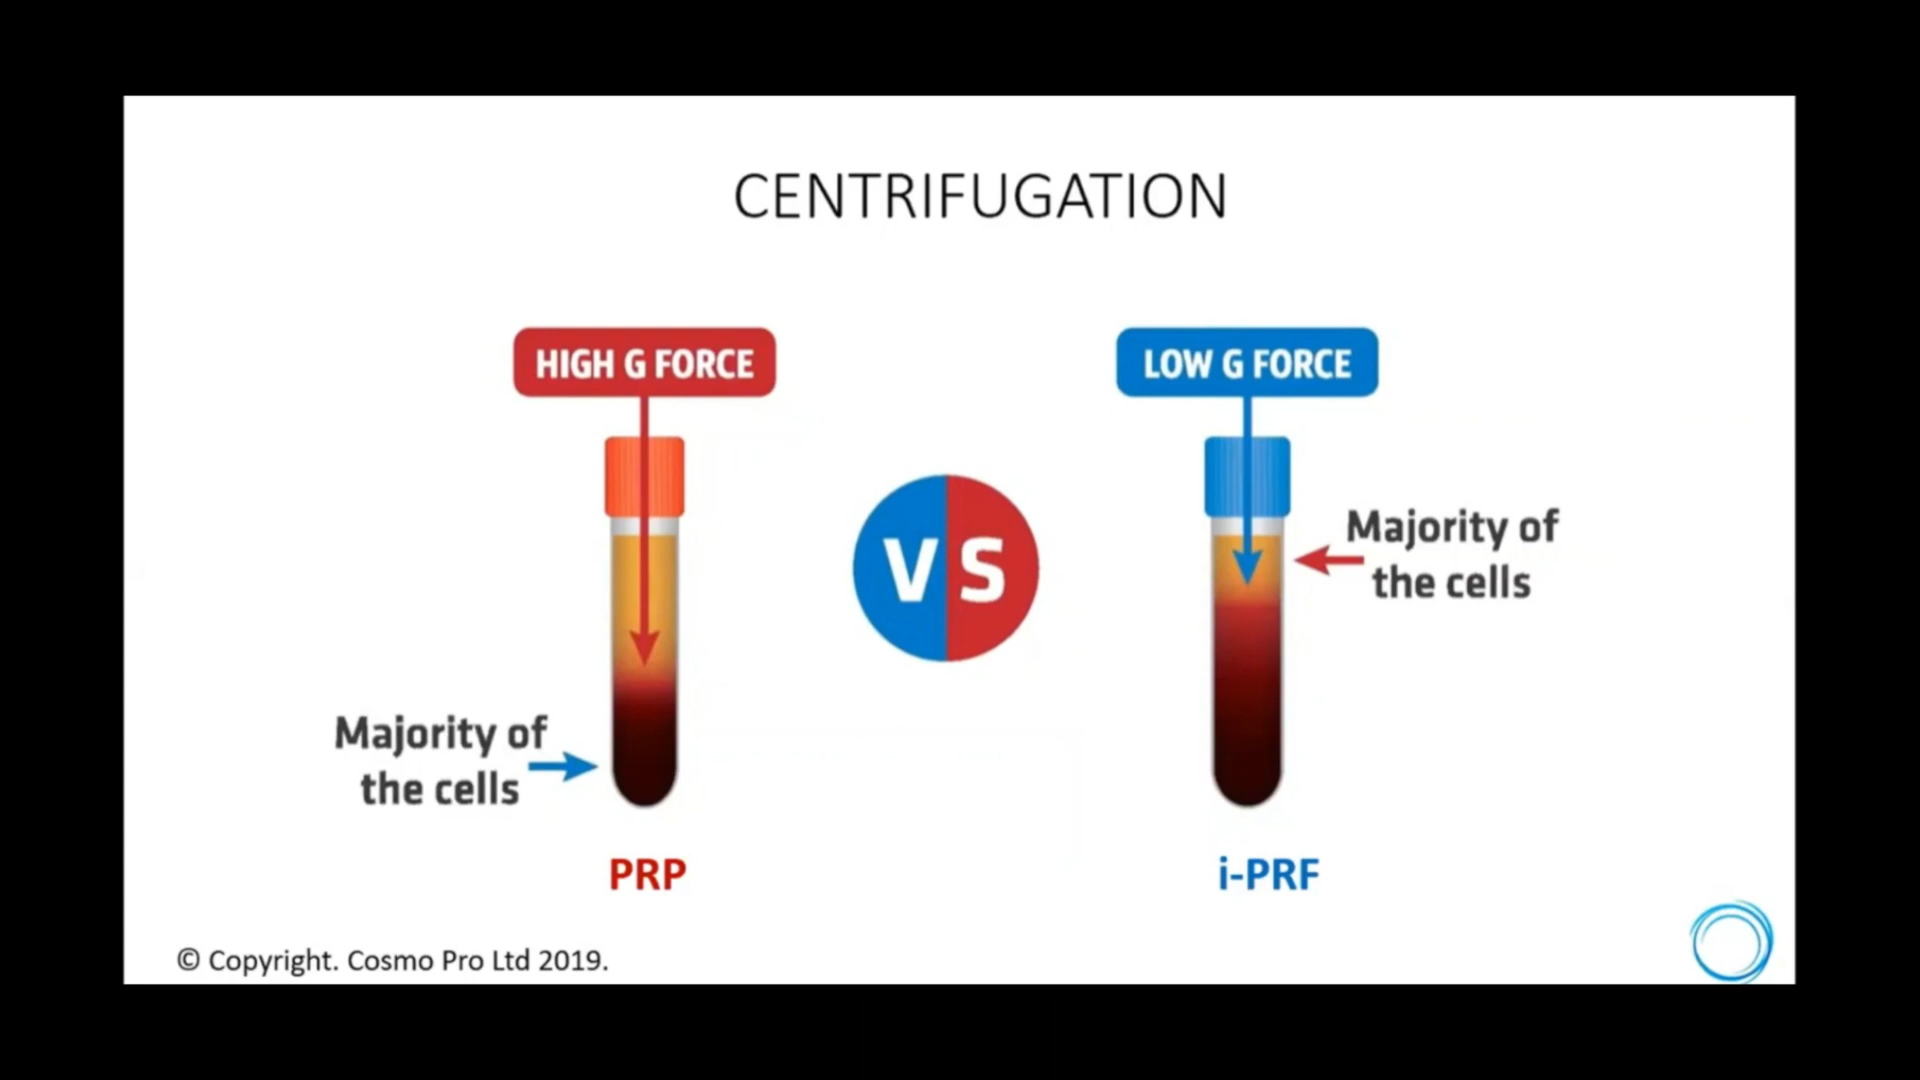 CENTRIFUGATION
HIGH G FORCE
LOW G FORCE
VS
Majority of
the cells
Majority of
the cells
PRP
i-PRF
© Copyright. Cosmo Pro Ltd 2019.